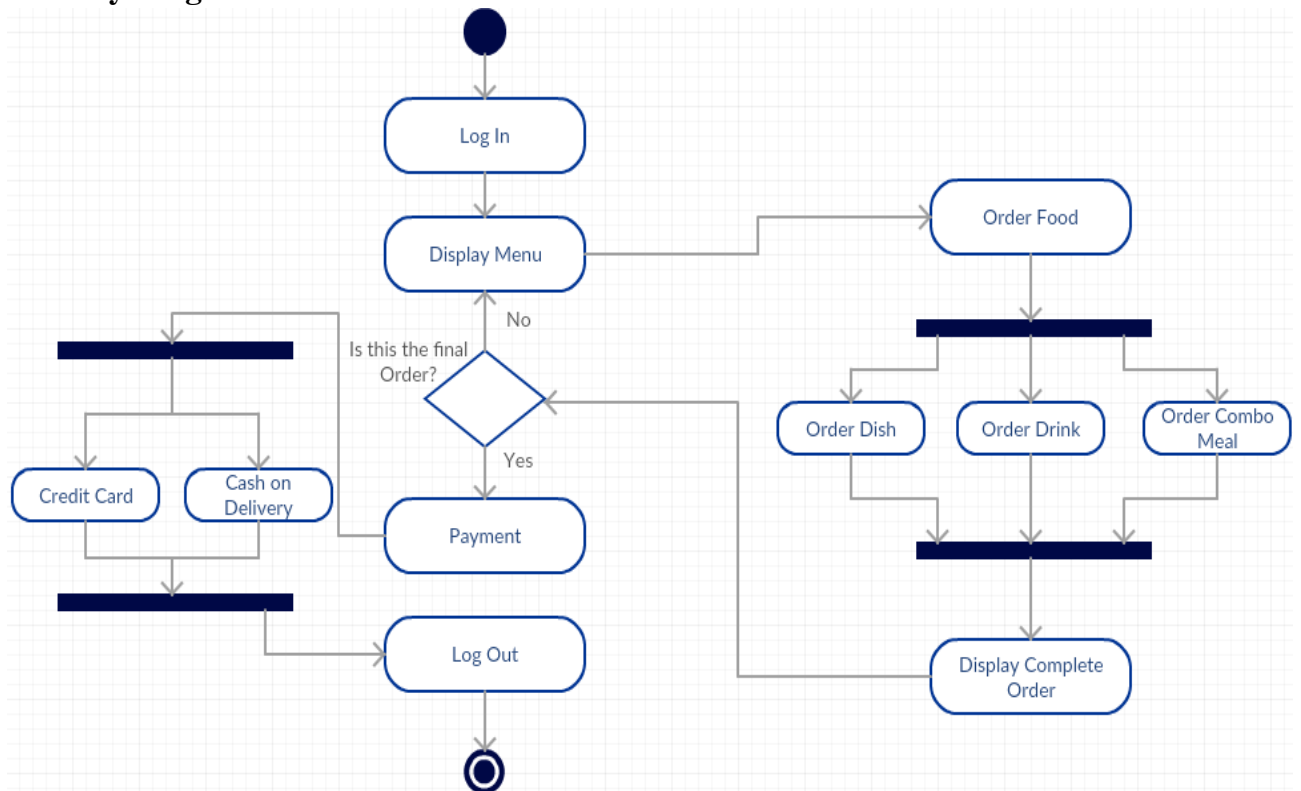 Log In
Display Menu
Order Food
No
Is this the final
Order?
Yes
Order Dish
Order Drink
Order Combo
Meal
Credit Card
Cash on
Delivery
Payment
Log Out
Display Complete
Order